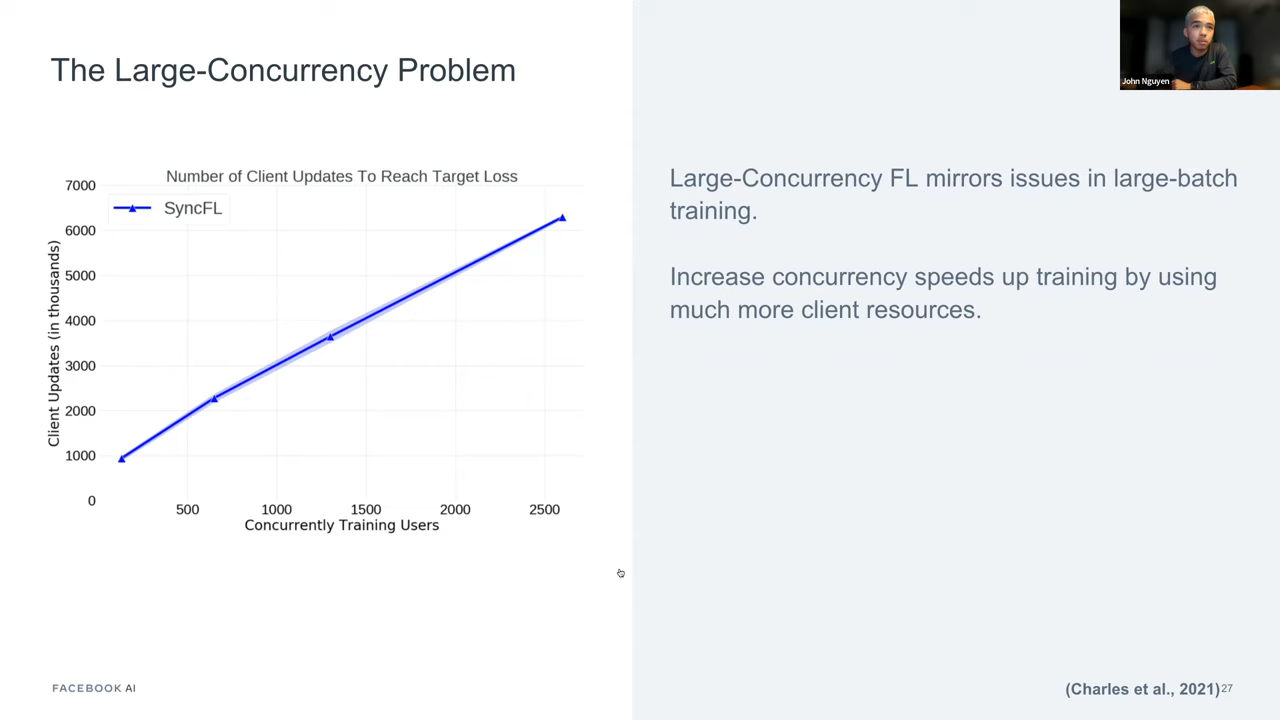 The Large-Concurrency Problem
John Nguyen
Number of Client Updates To Reach Target Loss
SyncFL
7000
6000
5000
4000
3000
2000
1000
0
Client Updates (in thousands)
500 1000 1500 2000 2500
Concurrently Training Users
Large-Concurrency FL mirrors issues in large-batch
training.
Increase concurrency speeds up training by using
much more client resources.
FACEBOOK AI
(Charles et al., 2021) 27